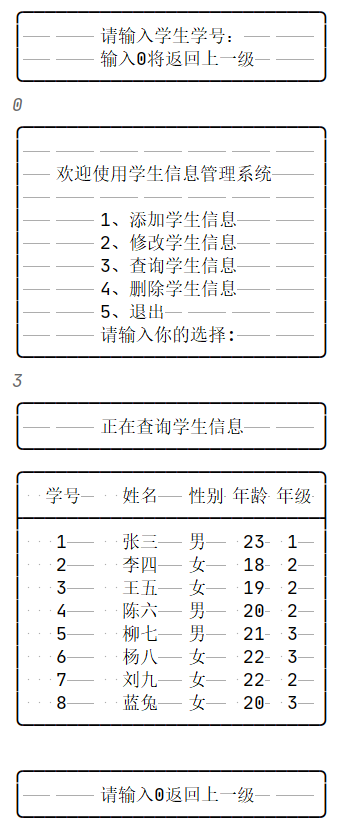 请输入学生学号:
输入0将返回上一级
0
欢迎使用学生信息管理系统
1、添加学生信息
2、修改学生信息
3、查询学生信息
4、删除学生信息
5、退出
请输入你的选择:
3
正在查询学生信息
学号 姓名 性别 年龄 年级
1 张三 男 23 1
2 李四 女 18 2
3 王五 女 19 2
4 陈六 男 20 2
5 柳七 男 21 3
6 杨八 女 22 3
7 刘九 女 22 2
8 蓝兔 女 20 3
请输入0返回上一级